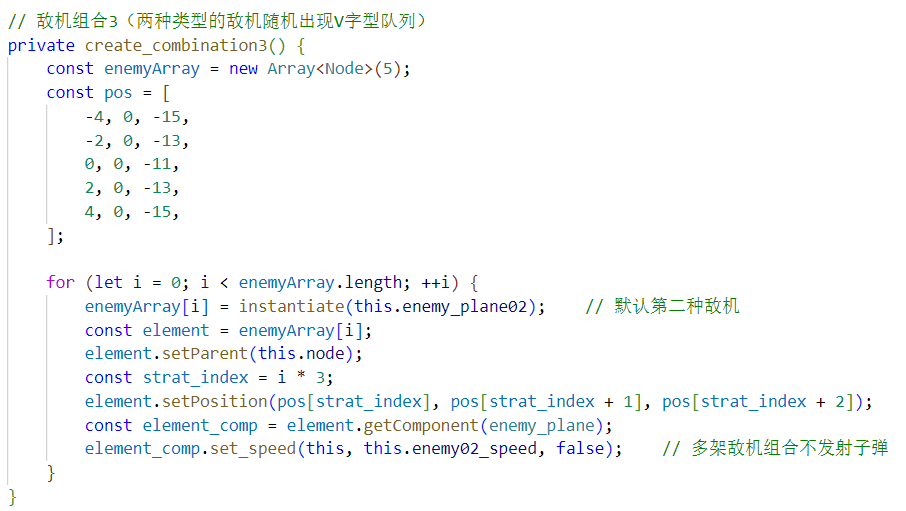 // 敌机组合3（两种类型的敌机随机出现V字型队列）
private create_combination3() {
    const enemyArray = new Array<Node>(5);
    const pos = [
        -4, 0, -15,
        -2, 0, -13,
        0, 0, -11,
        2, 0, -13,
        4, 0, -15,
    ];

    for (let i = 0; i < enemyArray.length; ++i) {
        enemyArray[i] = instantiate(this.enemy_plane02);    // 默认第二种敌机
        const element = enemyArray[i];
        element.setParent(this.node);
        const strat_index = i * 3;
        element.setPosition(pos[strat_index], pos[strat_index + 1], pos[strat_index + 2]);
        const element_comp = element.getComponent(enemy_plane);
        element_comp.set_speed(this, this.enemy02_speed, false);    // 多架敌机组合不发射子弹
    }
}